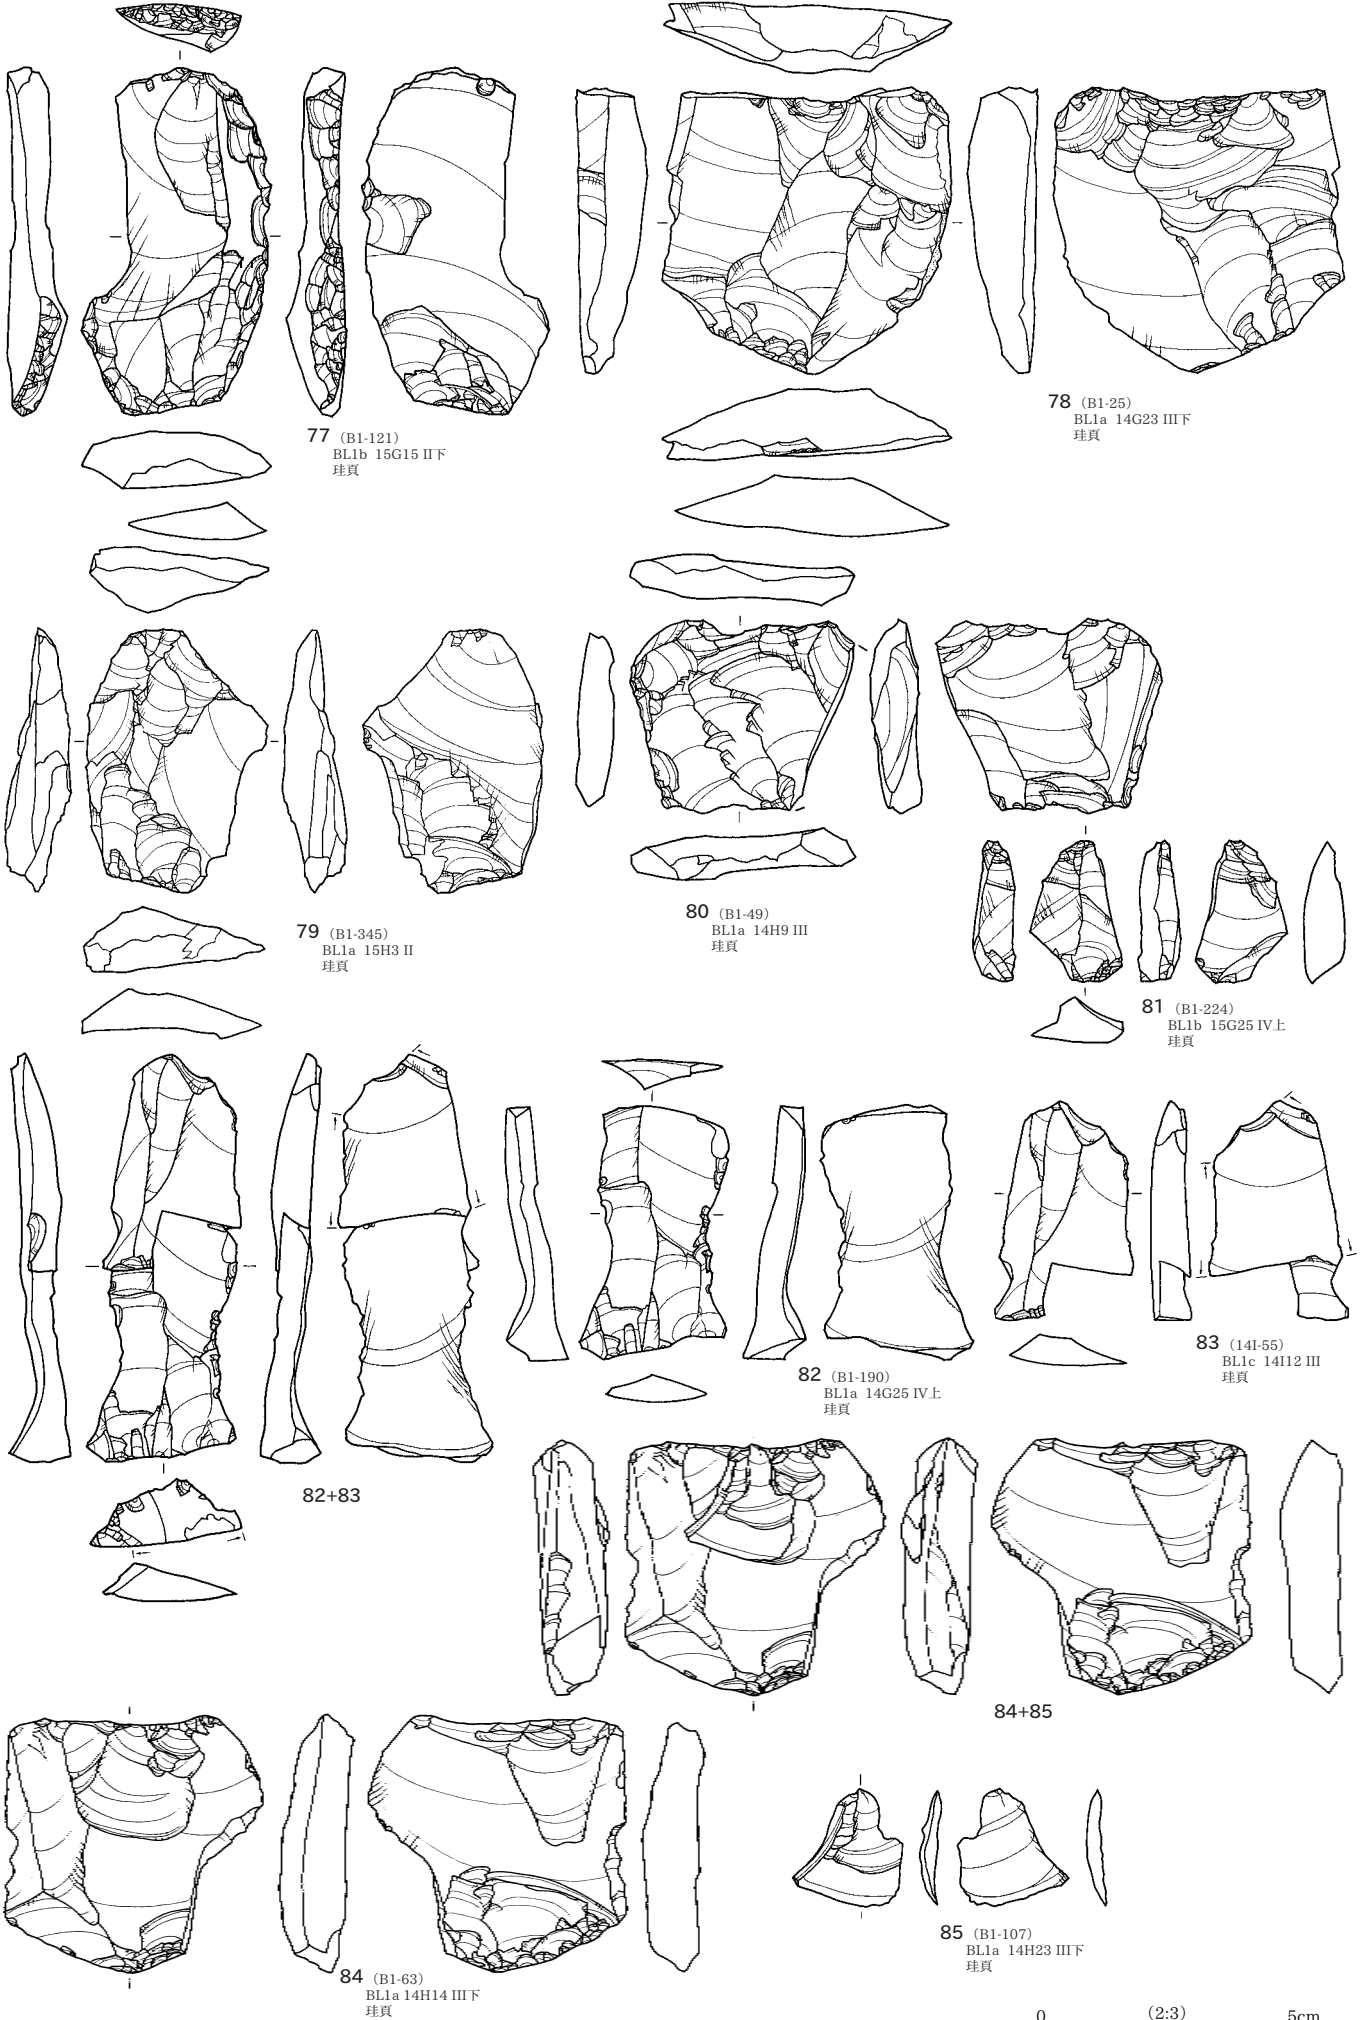 77 （B1-121）
BL1b 15G15 II下
珪頁
78 （B1-25）
BL1a 14G23 III下
珪頁
79 （B1-345）
BL1a 15H3 II
珪頁
80 （B1-49）
BL1a 14H9 III
珪頁
81 （B1-224）
BL1b 15G25 IV上
珪頁
82+83
82 （B1-190）
BL1a 14G25 IV上
珪頁
83 （14I-55）
BL1c 14I12 III
珪頁
84+85
84 （B1-63）
BL1a 14H14 III下
珪頁
85 （B1-107）
BL1a 14H23 III下
珪頁
0 （2:3） 5cm